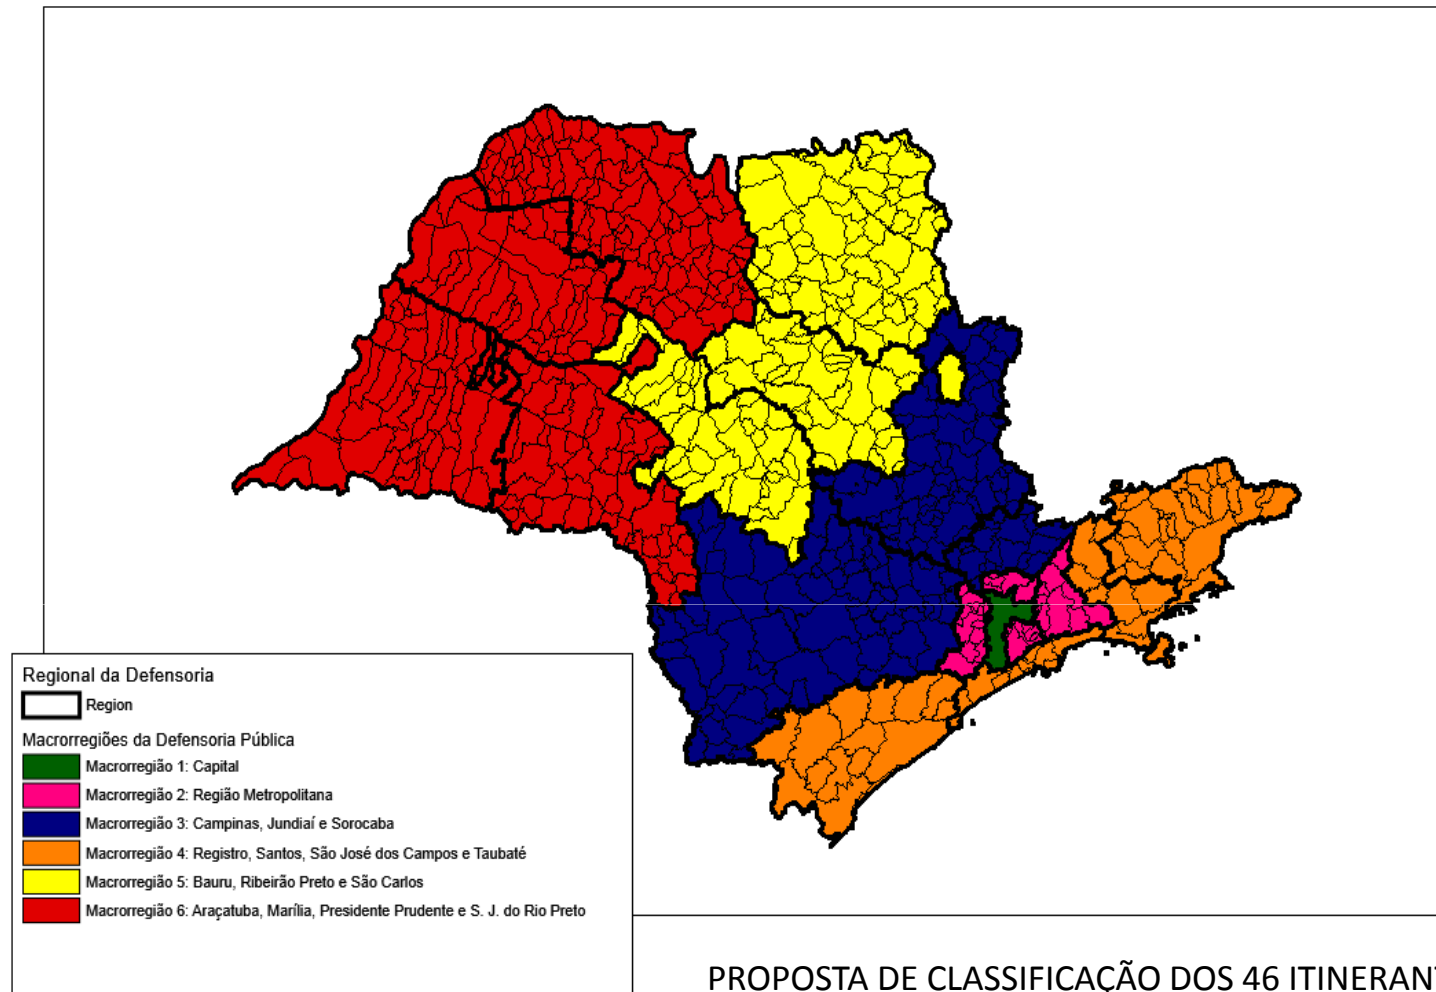 Regional da Defensoria
Region
Macrorregiões da Defensoria Pública
Macrorregião 1: Capital
Macrorregião 2: Região Metropolitana
Macrorregião 3: Campinas, Jundiaí e Sorocaba
Macrorregião 4: Registro, Santos, São José dos Campos e Taubaté
Macrorregião 5: Bauru, Ribeirão Preto e São Carlos
Macrorregião 6: Araçatuba, Marília, Presidente Prudente e S. J. do Rio Preto
PROPOSTA DE CLASSIFICAÇÃO DOS 46 ITINERANT